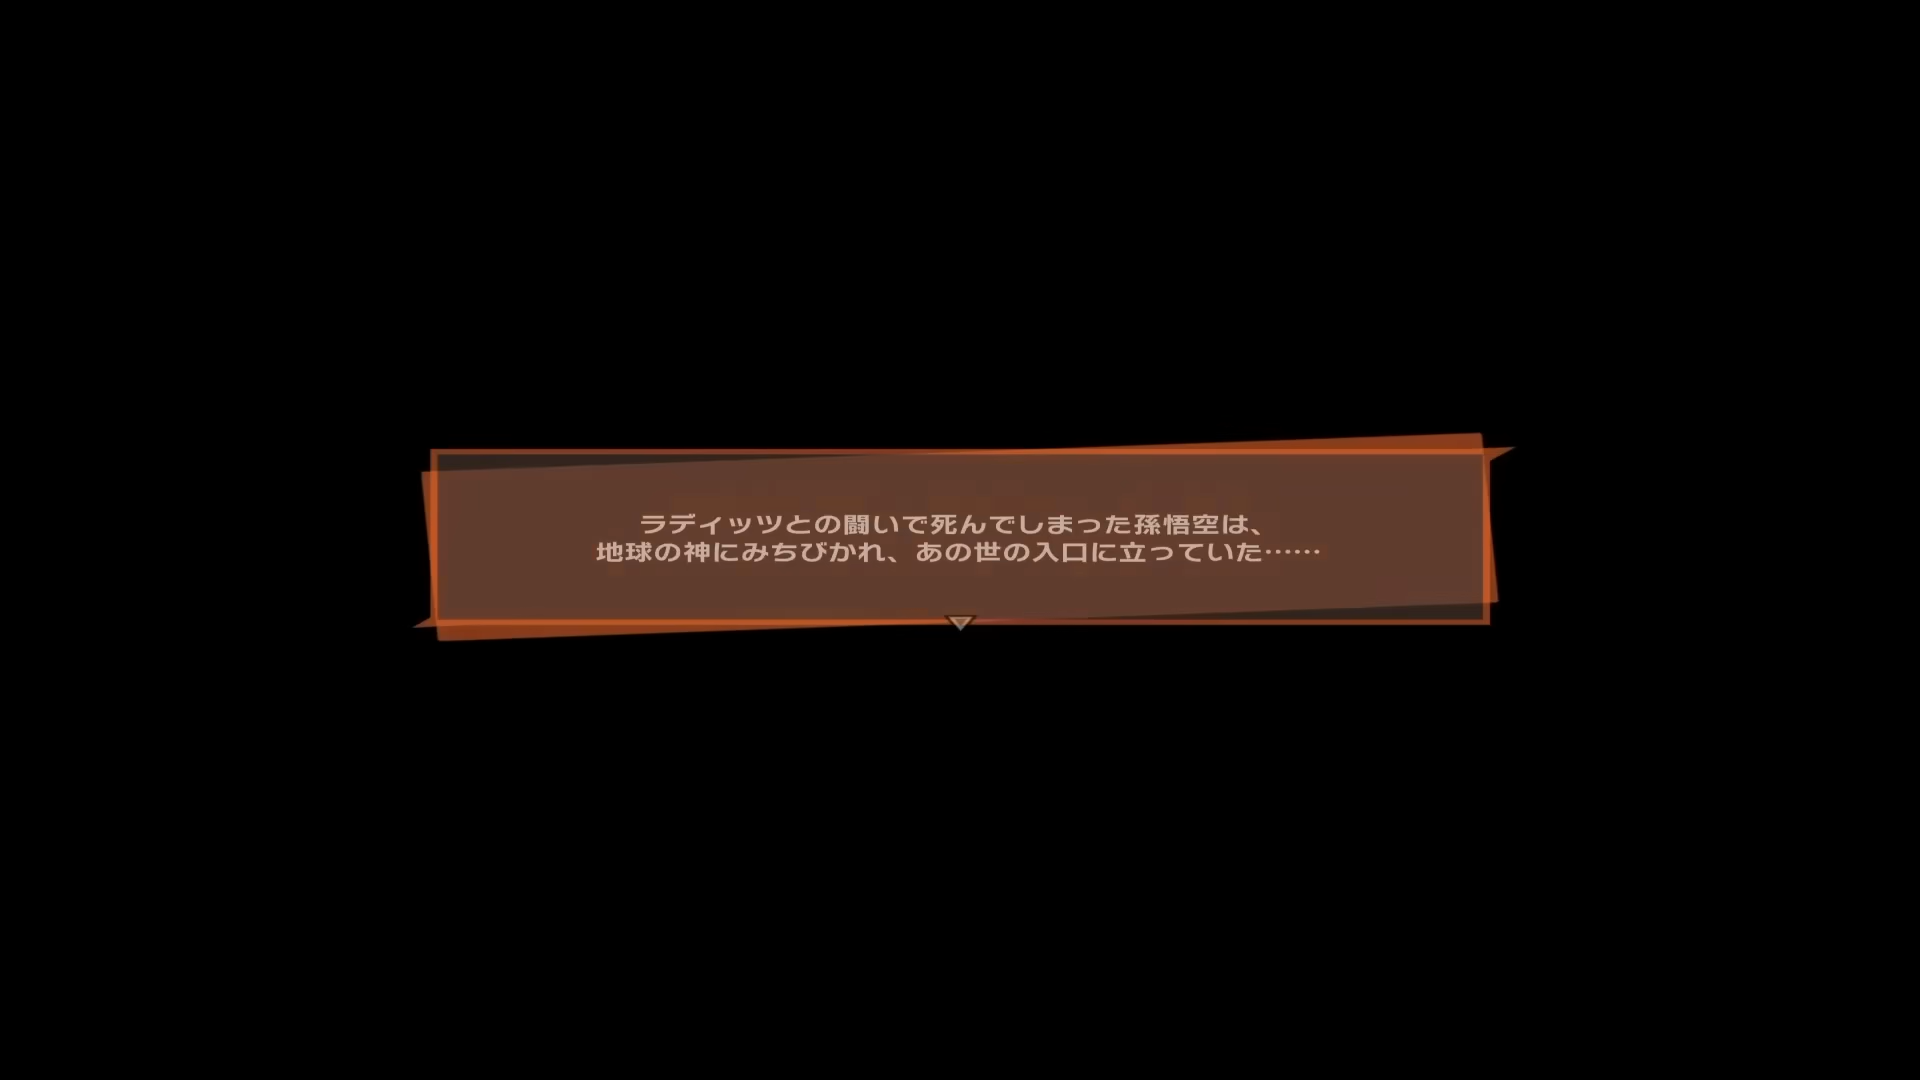 ラディッツとの闘いで死んでしまった孫悟空は、
地球の神にみちびかれ、あの世の入口に立っていた……